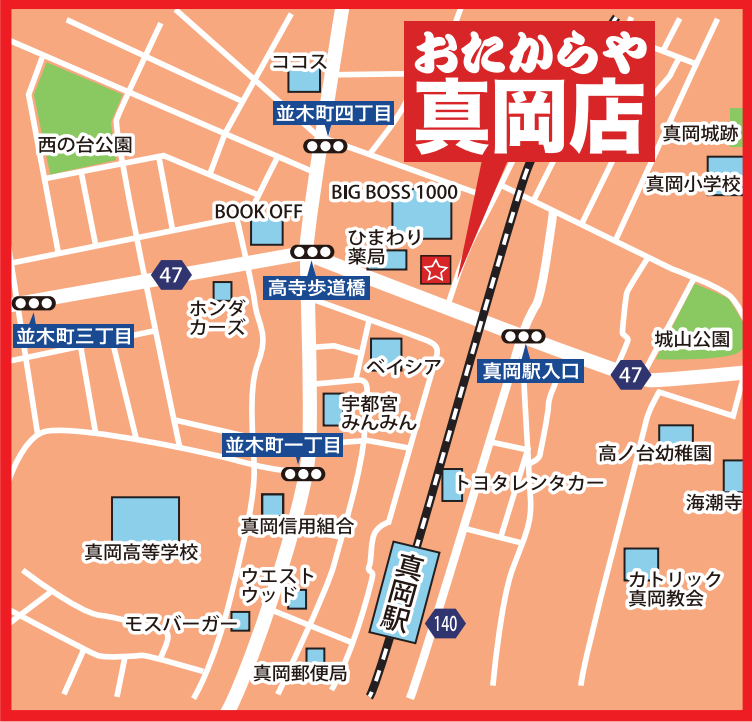 おたからや
真岡店
ココス
並木町四丁目
西の台公園
真岡城跡
真岡小学校
BIG BOSS 1000
BOOK OFF
ひまわり
薬局
47
高寺歩道橋
ホンダ
カーズ
並木町三丁目
城山公園
ベイシア
真岡駅入口
47
宇都宮
みんみん
並木町一丁目
高ノ台幼稚園
トヨタレンタカー
海潮寺
真岡信用組合
真岡高等学校
ウエスト
ウッド
真岡駅
カトリック
真岡教会
モスバーガー
140
真岡郵便局